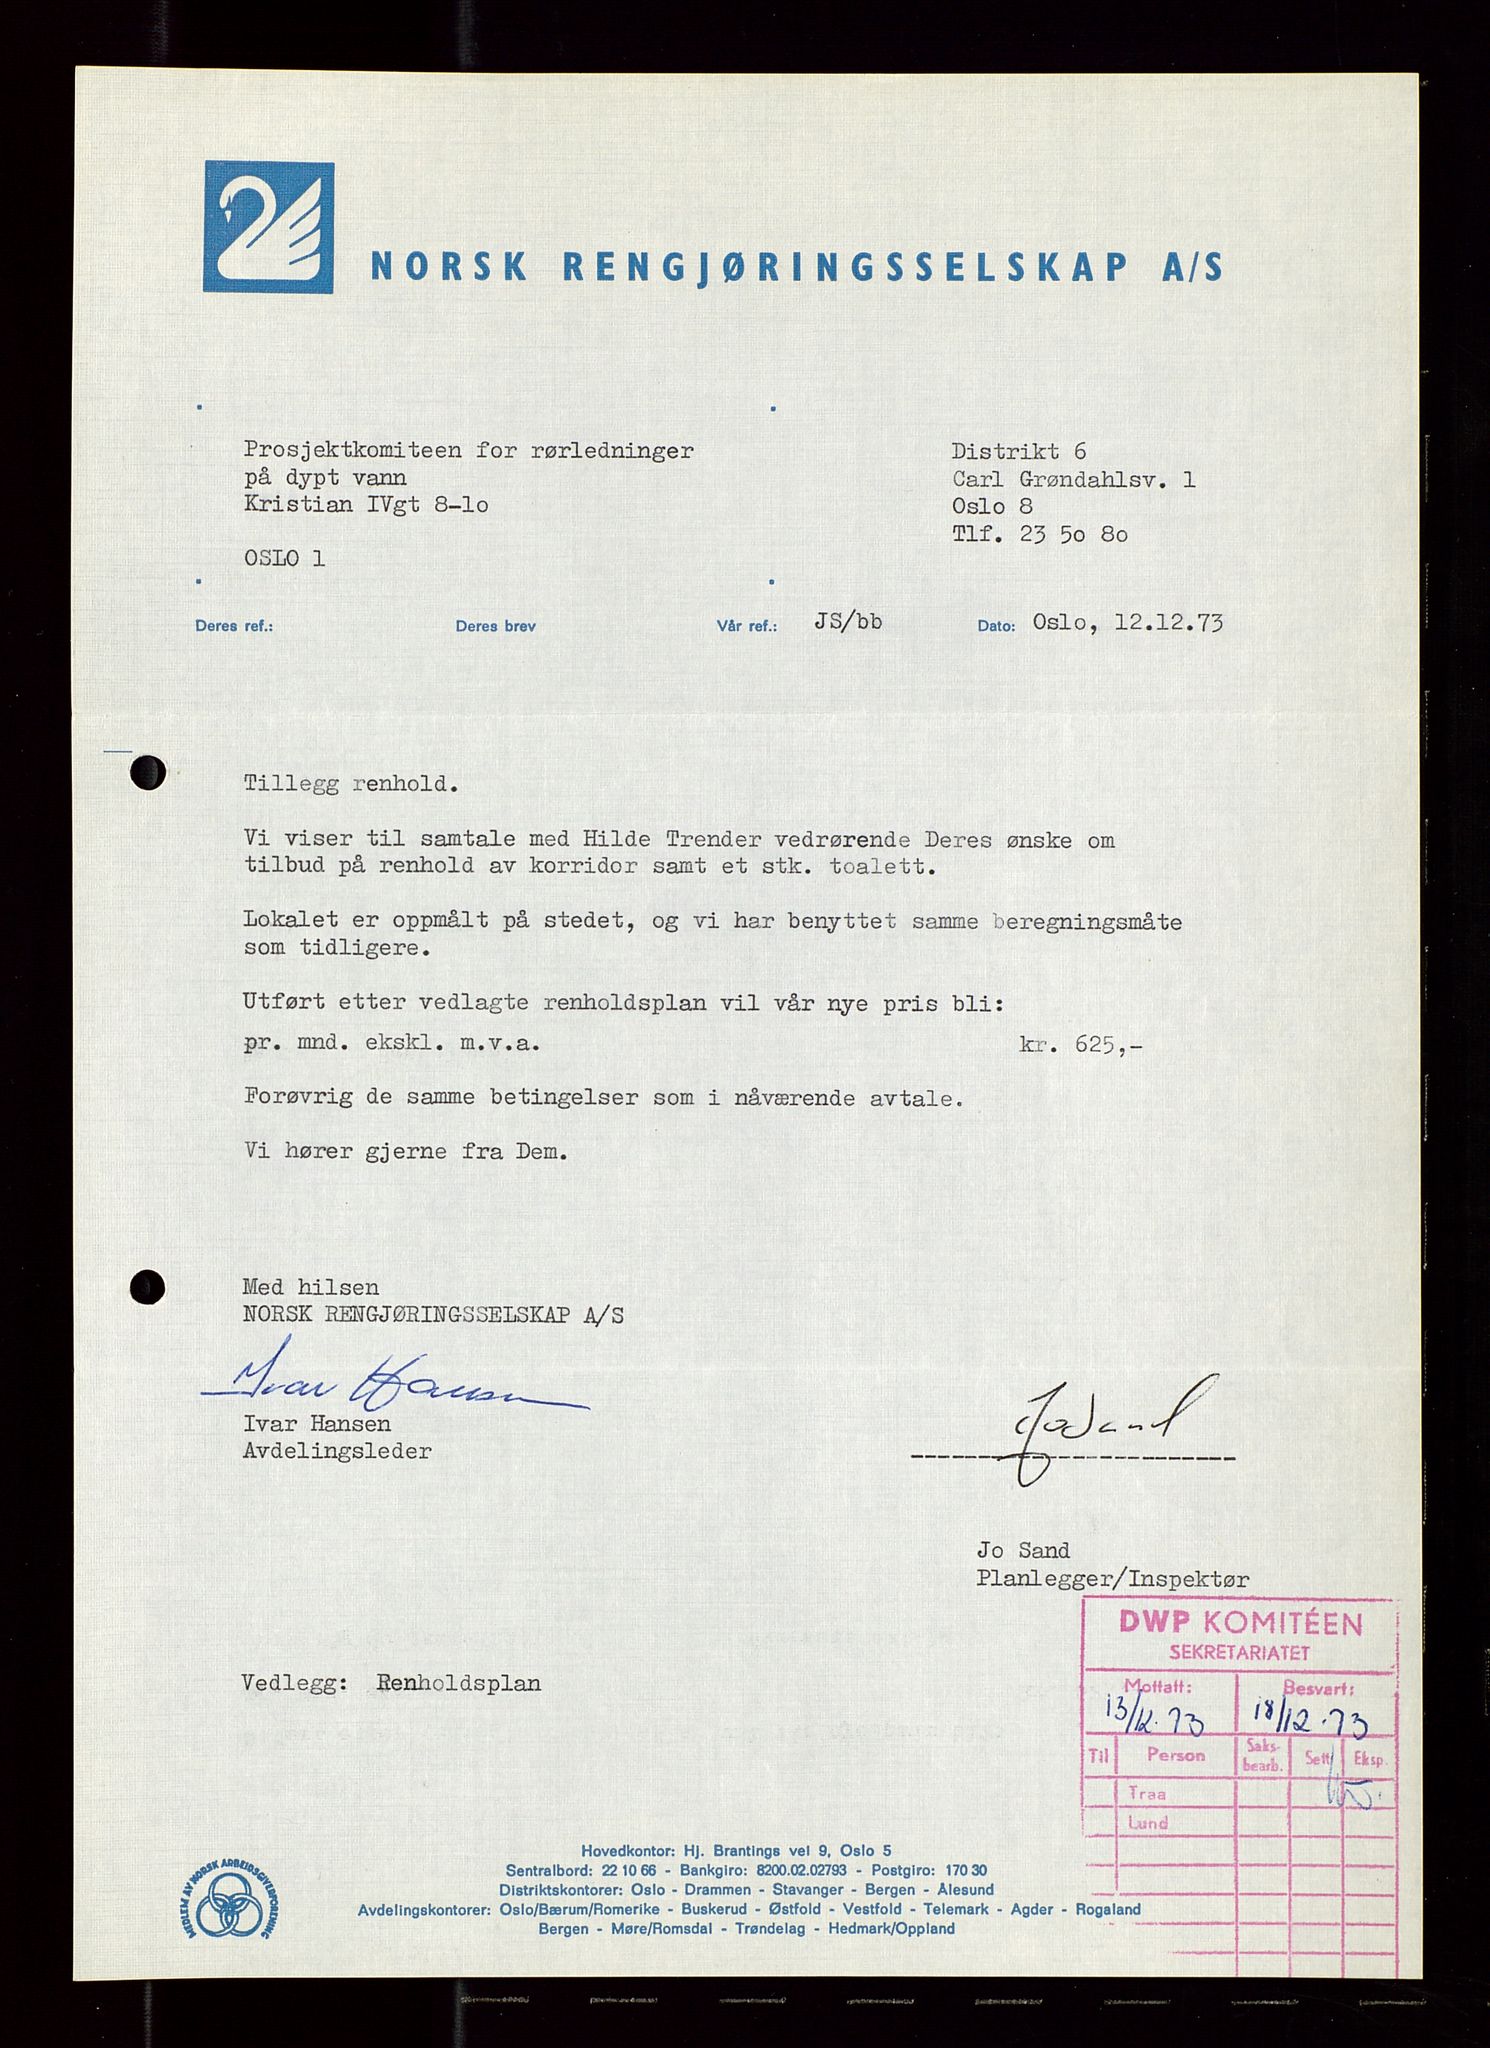 NORSK RENGJØRINGSSELSKAP A/S
Prosjektkomiteen for rørledninger
på dypt vann
Kristian IVgt 8-lo
OSLO 1
Distrikt 6
Carl Grøndahlsv. 1
Oslo 8
Tlf. 23 5o 8o
Deres ref.: Deres brev Vår ref.: JS/bb Dato: Oslo, 12.12.73
Tillegg renhold.
Vi viser til samtale med Hilde Trender vedrørende Deres ønske om
tilbud på renhold av korridor samt et stk. toalett.
Lokalet er oppmålt på stedet, og vi har benyttet samme beregningsmåte
som tidligere.
Utført etter vedlagte renholdsplan vil vår nye pris bli:
pr. mnd. ekskl. m.v.a. kr. 625,-
Forøvrig de samme betingelser som i nåværende avtale.
Vi hører gjerne fra Dem.
Med hilsen
NORSK RENGJØRINGSSELSKAP A/S
Ivar Hansen
Ivar Hansen
Avdelingsleder
Jo Sand
Jo Sand
Planlegger/Inspektør
Vedlegg: Renholdsplan
DWP KOMITÉEN
SEKRETARIATET
Mottatt: Besvart:
13/12.73 18/12.73
Til Person Saks-bearb. Sett Eksp.
Traa
Lund
Hovedkontor: Hj. Brantings vei 9, Oslo 5
Sentralbord: 22 10 66 - Bankgiro: 8200.02.02793 - Postgiro: 170 30
Distriktskontorer: Oslo - Drammen - Stavanger - Bergen - Ålesund
Avdelingskontorer: Oslo/Bærum/Romerike - Buskerud - Østfold - Vestfold - Telemark - Agder - Rogaland
Bergen - Møre/Romsdal - Trøndelag - Hedmark/Oppland
MEDLEM AV NORSK ARBEIDSGIVERFORENING